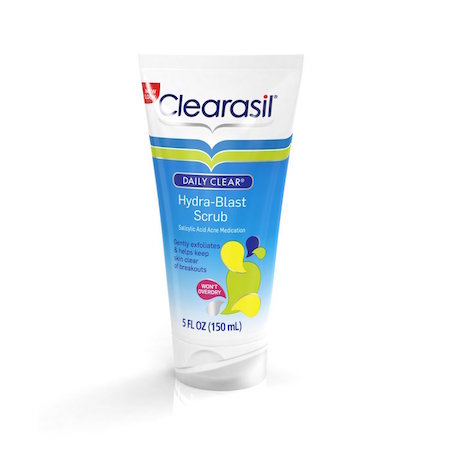 NEW
Clearasil®
DAILY CLEAR®
Hydra-Blast
Scrub
Salicylic Acid Acne Medication
Gently exfoliates
& helps keep
skin clear
of breakouts
WON'T
OVERDRY
5 FL OZ (150 mL)